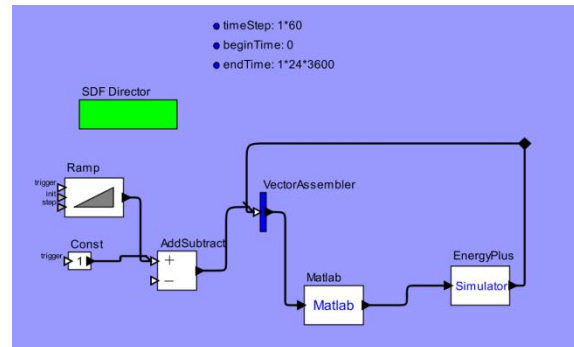 timeStep: 1*60
beginTime: 0
endTime: 1*24*3600
SDF Director
Ramp
trigger
init
step
VectorAssembler
Const
trigger
1
AddSubtract
+
−
Matlab
Matlab
EnergyPlus
Simulator